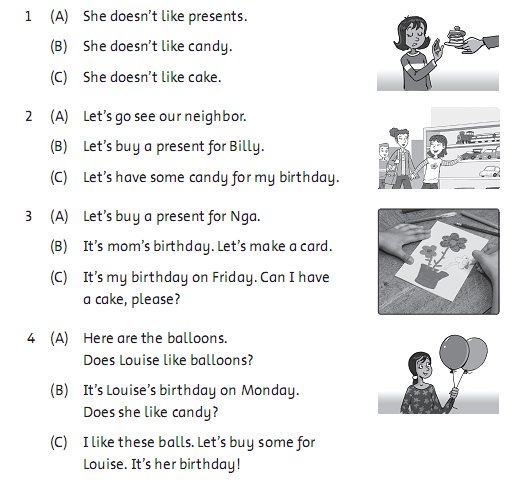 1 (A) She doesn't like presents.
(B) She doesn't like candy.
(C) She doesn't like cake.
2 (A) Let's go see our neighbor.
(B) Let's buy a present for Billy.
(C) Let's have some candy for my birthday.
3 (A) Let's buy a present for Nga.
(B) It's mom's birthday. Let's make a card.
(C) It's my birthday on Friday. Can I have
a cake, please?
4 (A) Here are the balloons.
Does Louise like balloons?
(B) It's Louise's birthday on Monday.
Does she like candy?
(C) I like these balls. Let's buy some for
Louise. It's her birthday!